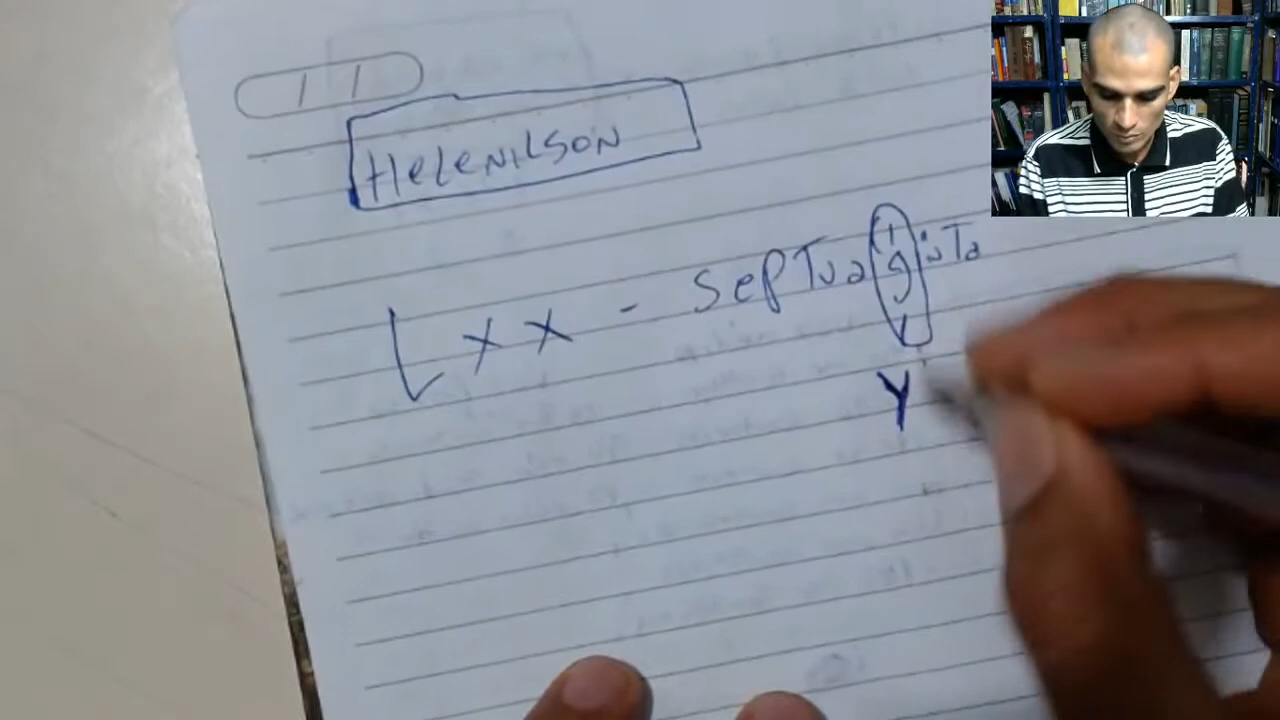 Helenilson
LXX - Septuaginta
γ